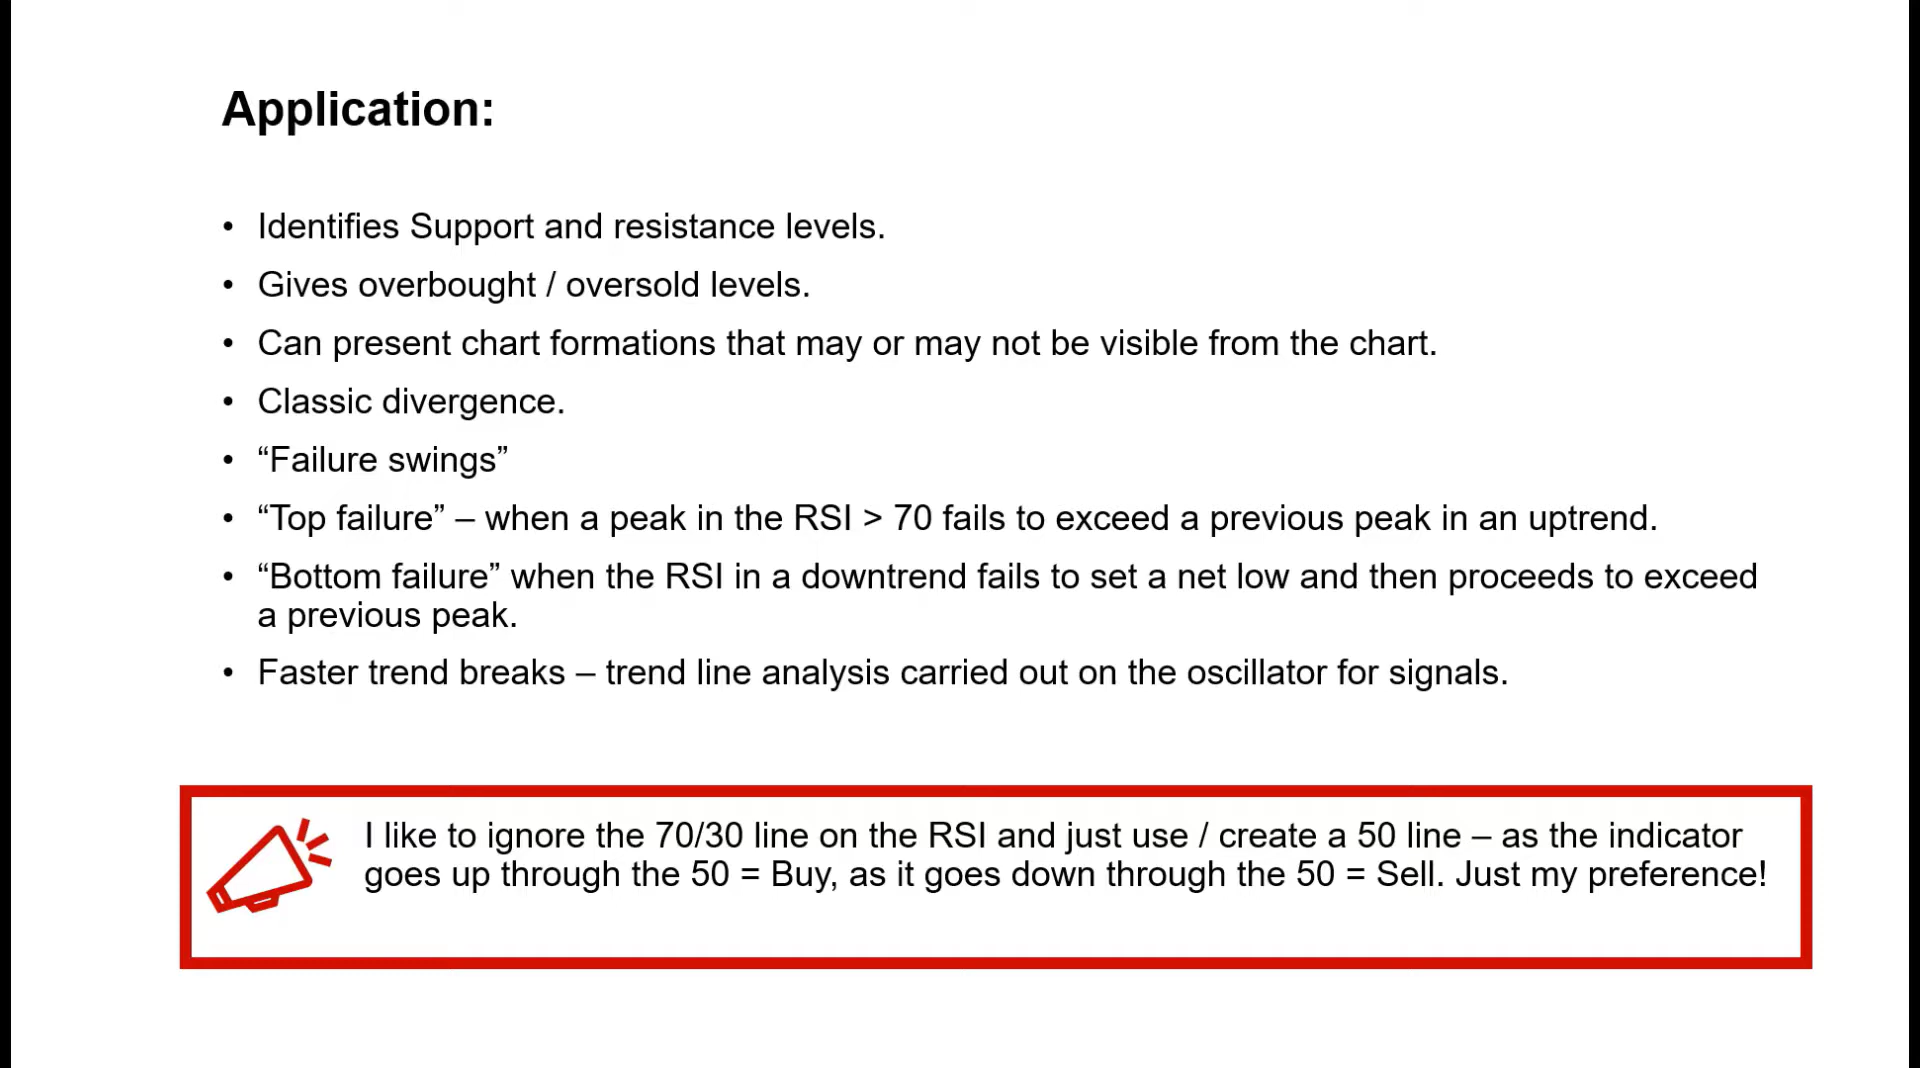 Application:
• Identifies Support and resistance levels.
• Gives overbought / oversold levels.
• Can present chart formations that may or may not be visible from the chart.
• Classic divergence.
• “Failure swings”
• “Top failure” – when a peak in the RSI > 70 fails to exceed a previous peak in an uptrend.
• “Bottom failure” when the RSI in a downtrend fails to set a net low and then proceeds to exceed
a previous peak.
• Faster trend breaks – trend line analysis carried out on the oscillator for signals.
I like to ignore the 70/30 line on the RSI and just use / create a 50 line – as the indicator
goes up through the 50 = Buy, as it goes down through the 50 = Sell. Just my preference!